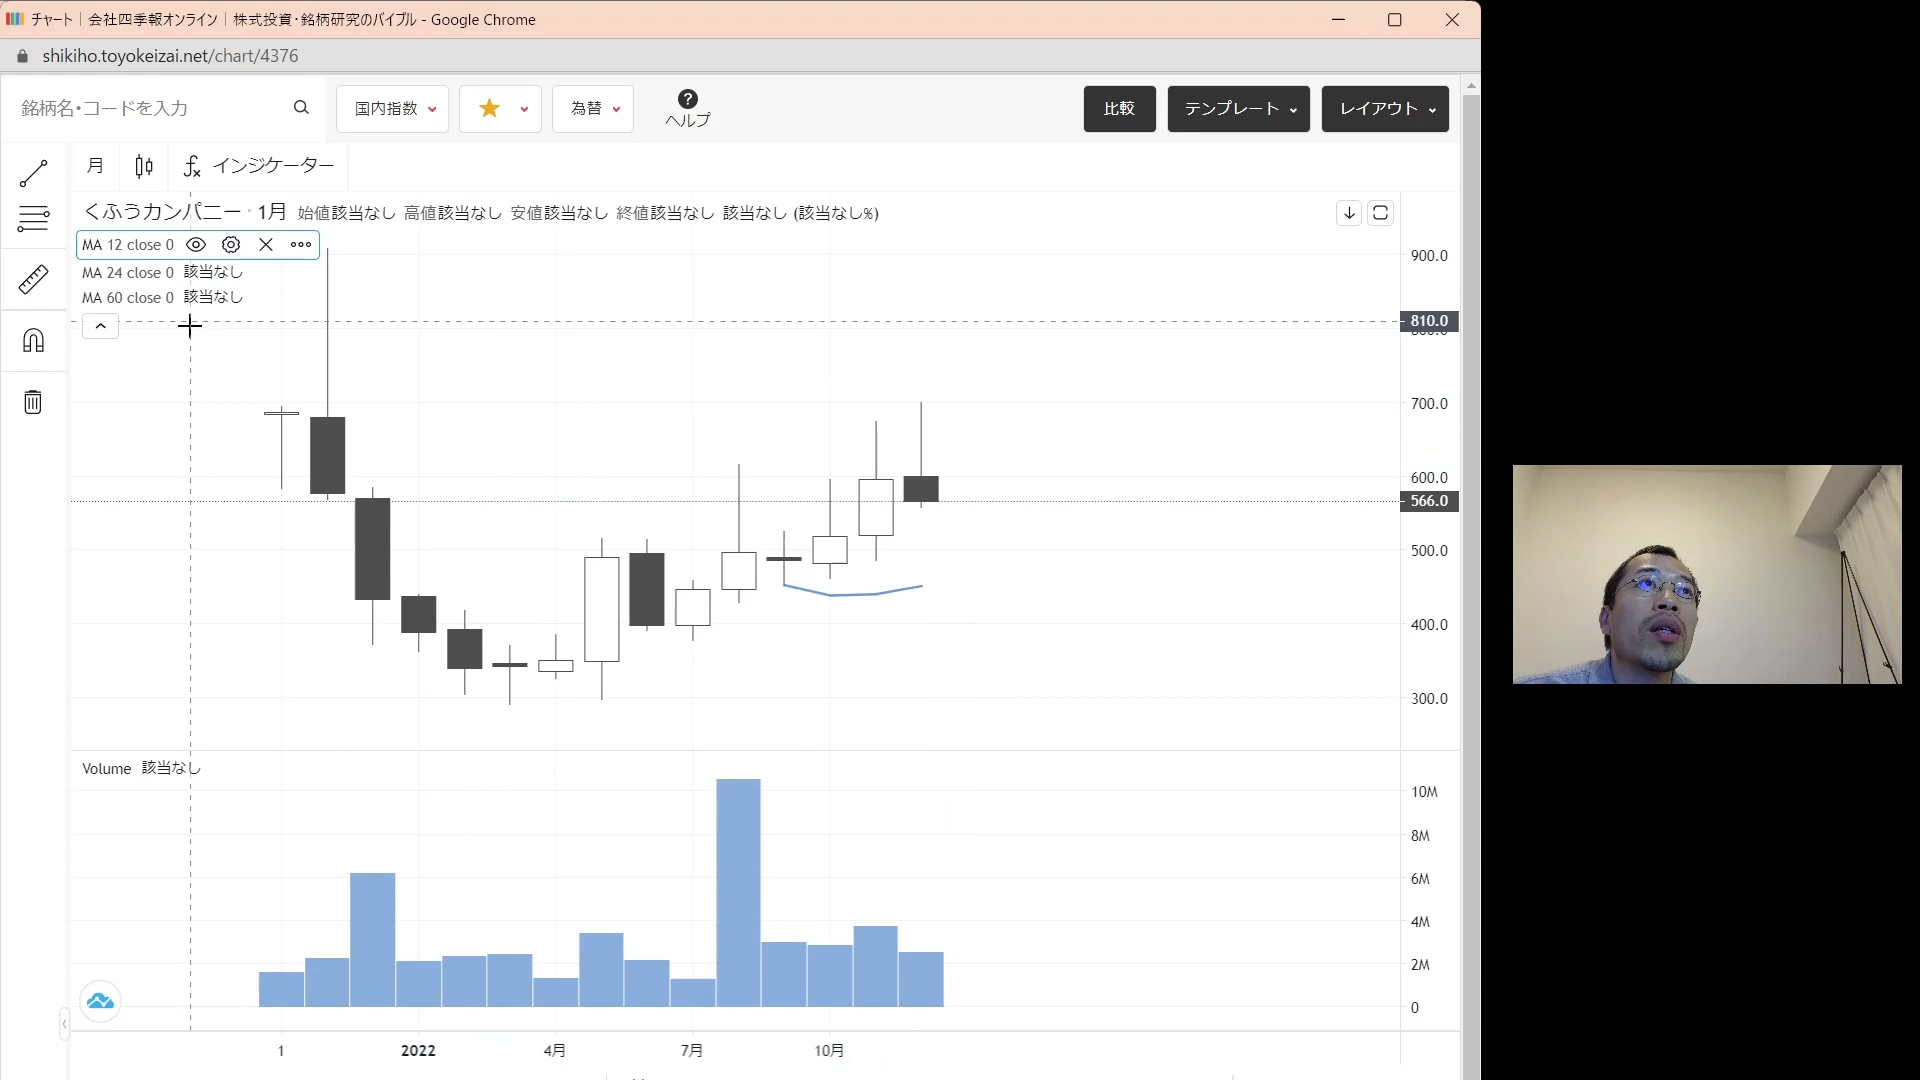 チャート｜会社四季報オンライン｜株式投資・銘柄研究のバイブル - Google Chrome
shikiho.toyokeizai.net/chart/4376
銘柄名・コードを入力
国内指数
為替
ヘルプ
比較
テンプレート
レイアウト
月
インジケーター
くふうカンパニー · 1月 始値該当なし 高値該当なし 安値該当なし 終値該当なし 該当なし (該当なし%)
MA 12 close 0
MA 24 close 0 該当なし
MA 60 close 0 該当なし
900.0
810.0
800.0
700.0
600.0
566.0
500.0
400.0
300.0
Volume 該当なし
10M
8M
6M
4M
2M
0
1 2022 4月 7月 10月